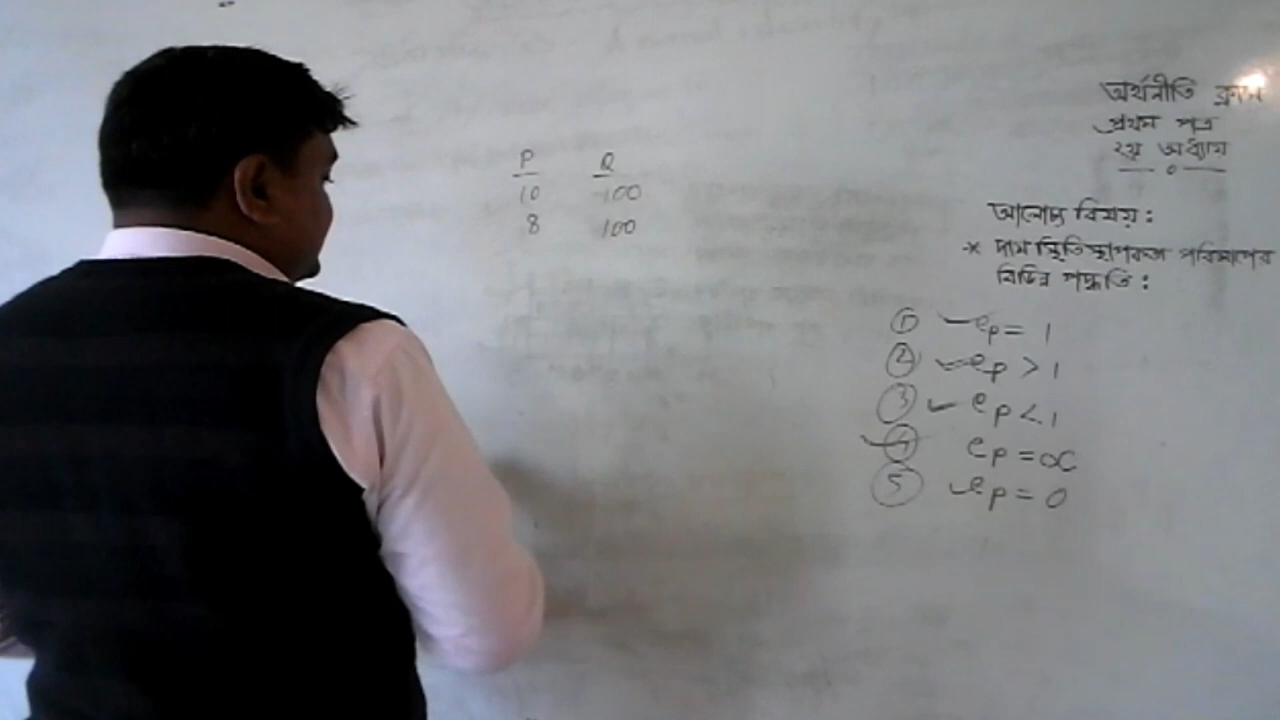 P Q
10 100
8 100
অর্থনীতি ক্লাস
প্রথম পত্র
২য় অধ্যায়
আলোচ্য বিষয় :
* দাম স্থিতিস্থাপকতা পরিমাপের
বিভিন্ন পদ্ধতি :
① ep = 1
② ep > 1
③ ep < 1
④ ep = ∞
⑤ ep = 0